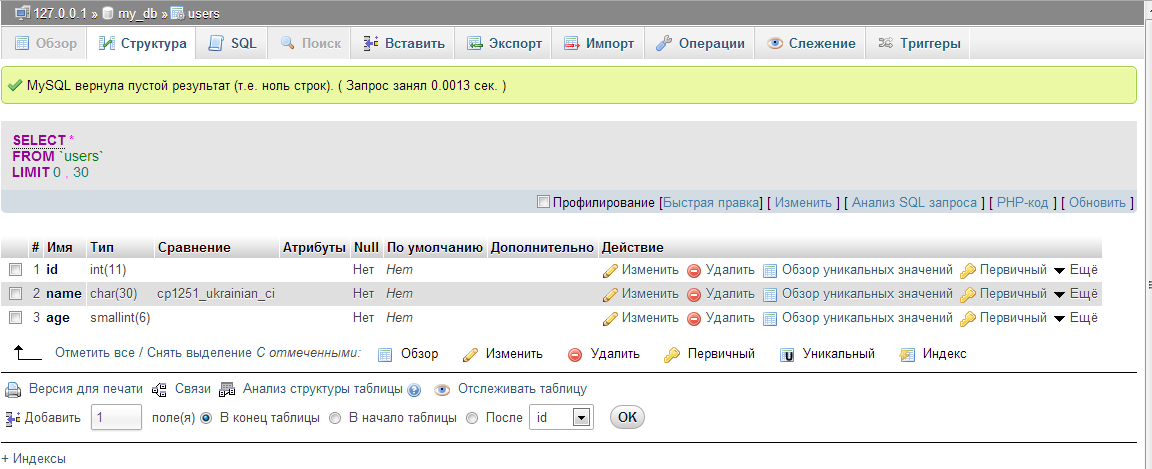 127.0.0.1 » my_db » users
Обзор Структура SQL Поиск Вставить Экспорт Импорт Операции Слежение Триггеры
MySQL вернула пустой результат (т.е. ноль строк). ( Запрос занял 0.0013 сек. )
SELECT *
FROM `users`
LIMIT 0 , 30
Профилирование [Быстрая правка] [ Изменить ] [ Анализ SQL запроса ] [ PHP-код ] [ Обновить ]
# Имя Тип Сравнение Атрибуты Null По умолчанию Дополнительно Действие
1 id int(11) Нет Нет Изменить Удалить Обзор уникальных значений Первичный Ещё
2 name char(30) cp1251_ukrainian_ci Нет Нет Изменить Удалить Обзор уникальных значений Первичный Ещё
3 age smallint(6) Нет Нет Изменить Удалить Обзор уникальных значений Первичный Ещё
Отметить все / Снять выделение С отмеченными: Обзор Изменить Удалить Первичный Уникальный Индекс
Версия для печати Связи Анализ структуры таблицы Отслеживать таблицу
Добавить 1 поле(я) В конец таблицы В начало таблицы После id OK
+ Индексы